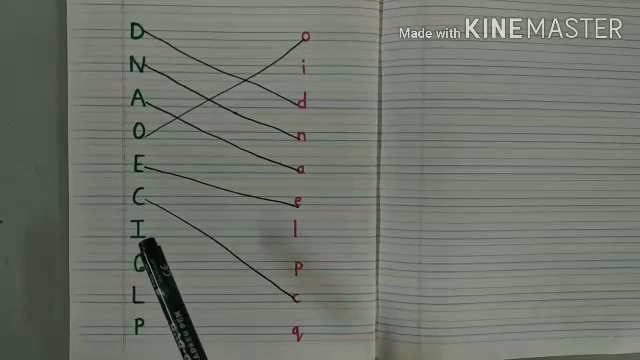 Made with KINEMASTER
D o
N i
A d
O n
E a
C e
I l
p
L c
P q